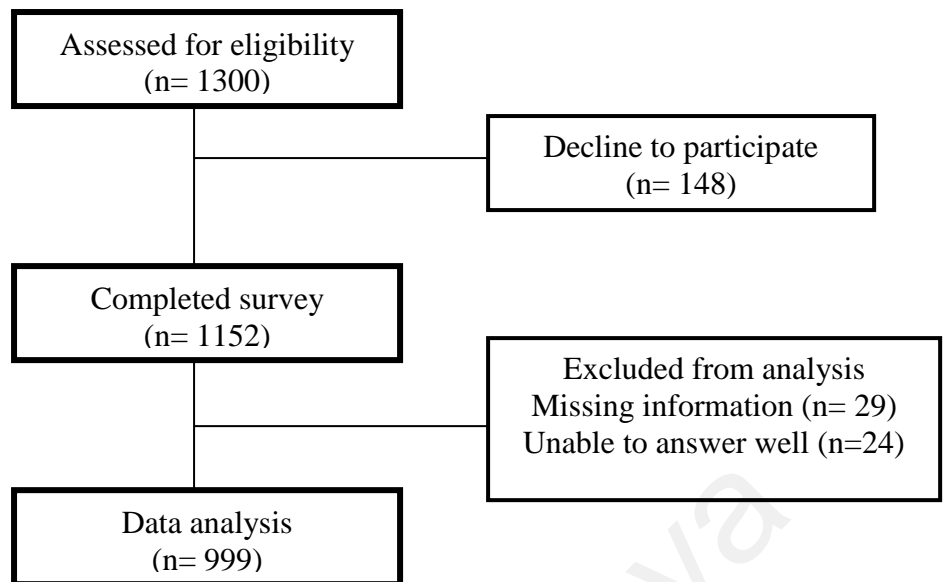 Assessed for eligibility
(n= 1300)
Decline to participate
(n= 148)
Completed survey
(n= 1152)
Excluded from analysis
Missing information (n= 29)
Unable to answer well (n=24)
Data analysis
(n= 999)